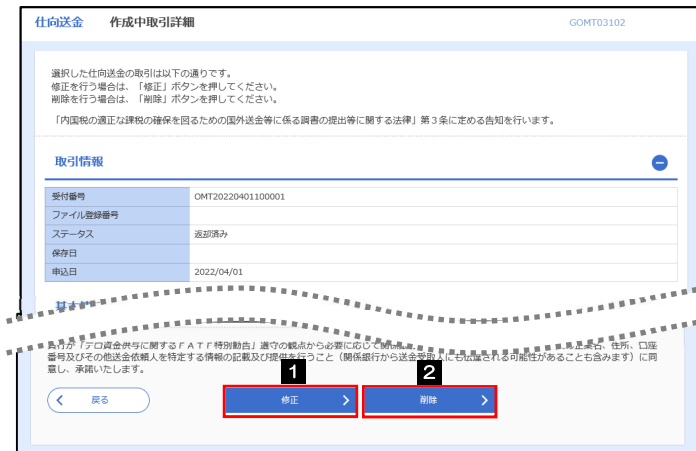 仕向送金 作成中取引詳細 GOMT03102
選択した仕向送金の取引は以下の通りです。
修正を行う場合は、「修正」ボタンを押してください。
削除を行う場合は、「削除」ボタンを押してください。
「内国税の適正な課税の確保を図るための国外送金等に係る調書の提出等に関する法律」第3条に定める告知を行います。
取引情報
受付番号 OMT20220401100001
ファイル登録番号
ステータス 返却済み
保存日
申込日 2022/04/01
「テロ資金供与に関するFATF特別勧告」遵守の観点から必要に応じて関係 住所、口座
番号及びその他送金依頼人を特定する情報の記載及び提供を行うこと（関係銀行から送金受取人にも伝達される可能性があることも含みます）に同
意し、承諾いたします。
1 2
戻る 修正 削除